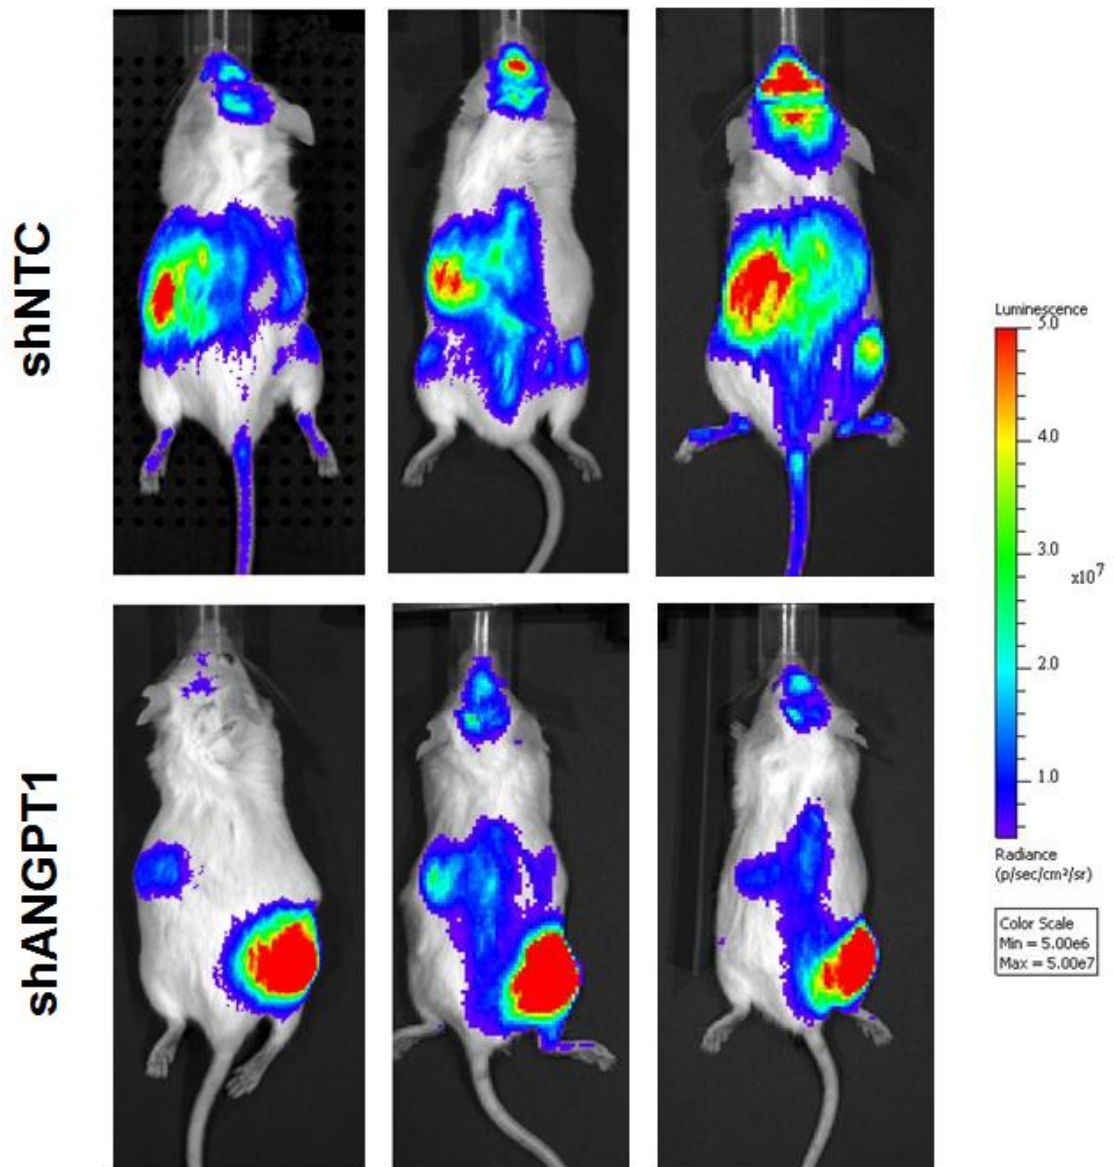 shNTC
Luminescence
5.0
4.0
3.0
x10⁷
2.0
1.0
Radiance
(p/sec/cm²/sr)
Color Scale
Min = 5.00e6
Max = 5.00e7
shANGPT1